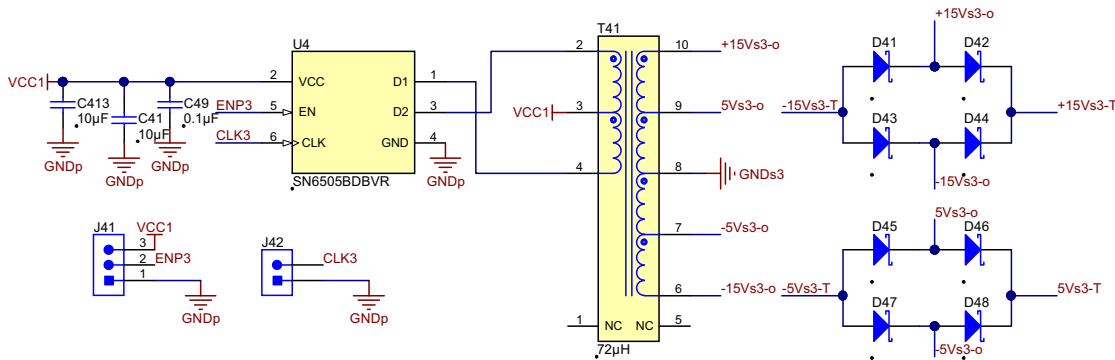 U4
SN6505BDBVR
2 VCC
5 EN
6 CLK
D1 1
D2 3
GND 4
VCC1
C413
10µF
C41
10µF
C49
0.1µF
GNDp
GNDp
GNDp
ENP3
CLK3
GNDp
T41
2
VCC1 3
4
1 NC
NC 5
10 +15Vs3-o
9 5Vs3-o
8 GNDs3
7 -5Vs3-o
6 -15Vs3-o
72µH
+15Vs3-o
D41
D42
-15Vs3-T
+15Vs3-T
D43
D44
-15Vs3-o
5Vs3-o
D45
D46
-5Vs3-T
5Vs3-T
D47
D48
-5Vs3-o
J41
VCC1
3
2 ENP3
1
GNDp
J42
CLK3
GNDp